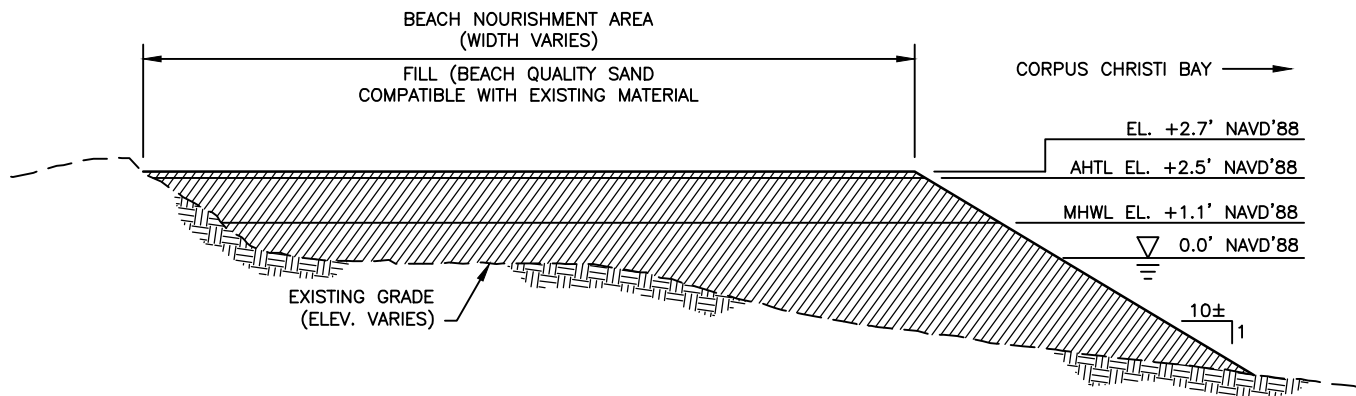 BEACH NOURISHMENT AREA
(WIDTH VARIES)
FILL (BEACH QUALITY SAND
COMPATIBLE WITH EXISTING MATERIAL
CORPUS CHRISTI BAY
EL. +2.7' NAVD'88
AHTL EL. +2.5' NAVD'88
MHWL EL. +1.1' NAVD'88
0.0' NAVD'88
EXISTING GRADE
(ELEV. VARIES)
10±
1